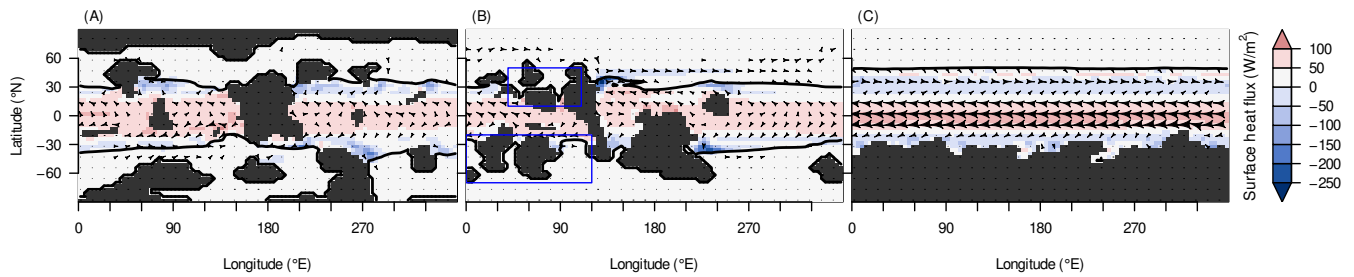 (A) (B) (C)
60
30
0
−30
−60
Latitude (°N)
0 90 180 270 0 90 180 270 0 90 180 270
Longitude (°E) Longitude (°E) Longitude (°E)
Surface heat flux (W/m²)
100
50
0
−50
−100
−150
−200
−250